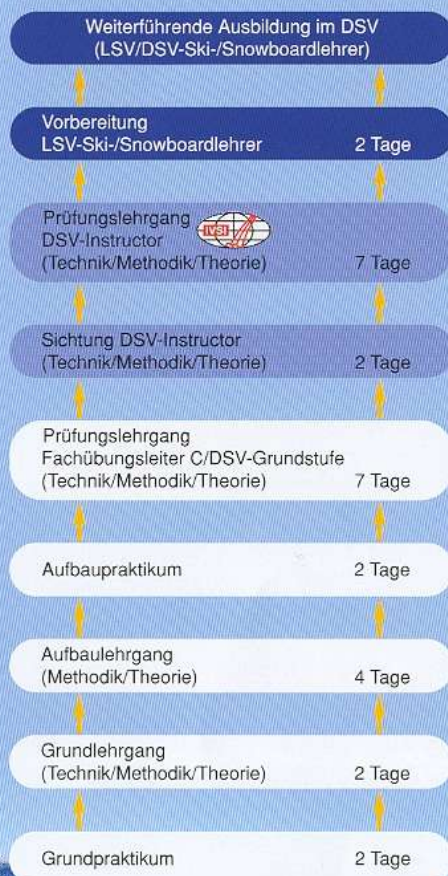 Weiterführende Ausbildung im DSV
(LSV/DSV-Ski-/Snowboardlehrer)
Vorbereitung
LSV-Ski-/Snowboardlehrer 2 Tage
Prüfungslehrgang
DSV-Instructor
IVSI
(Technik/Methodik/Theorie) 7 Tage
Sichtung DSV-Instructor
(Technik/Methodik/Theorie) 2 Tage
Prüfungslehrgang
Fachübungsleiter C/DSV-Grundstufe
(Technik/Methodik/Theorie) 7 Tage
Aufbaupraktikum 2 Tage
Aufbaulehrgang
(Methodik/Theorie) 4 Tage
Grundlehrgang
(Technik/Methodik/Theorie) 2 Tage
Grundpraktikum 2 Tage